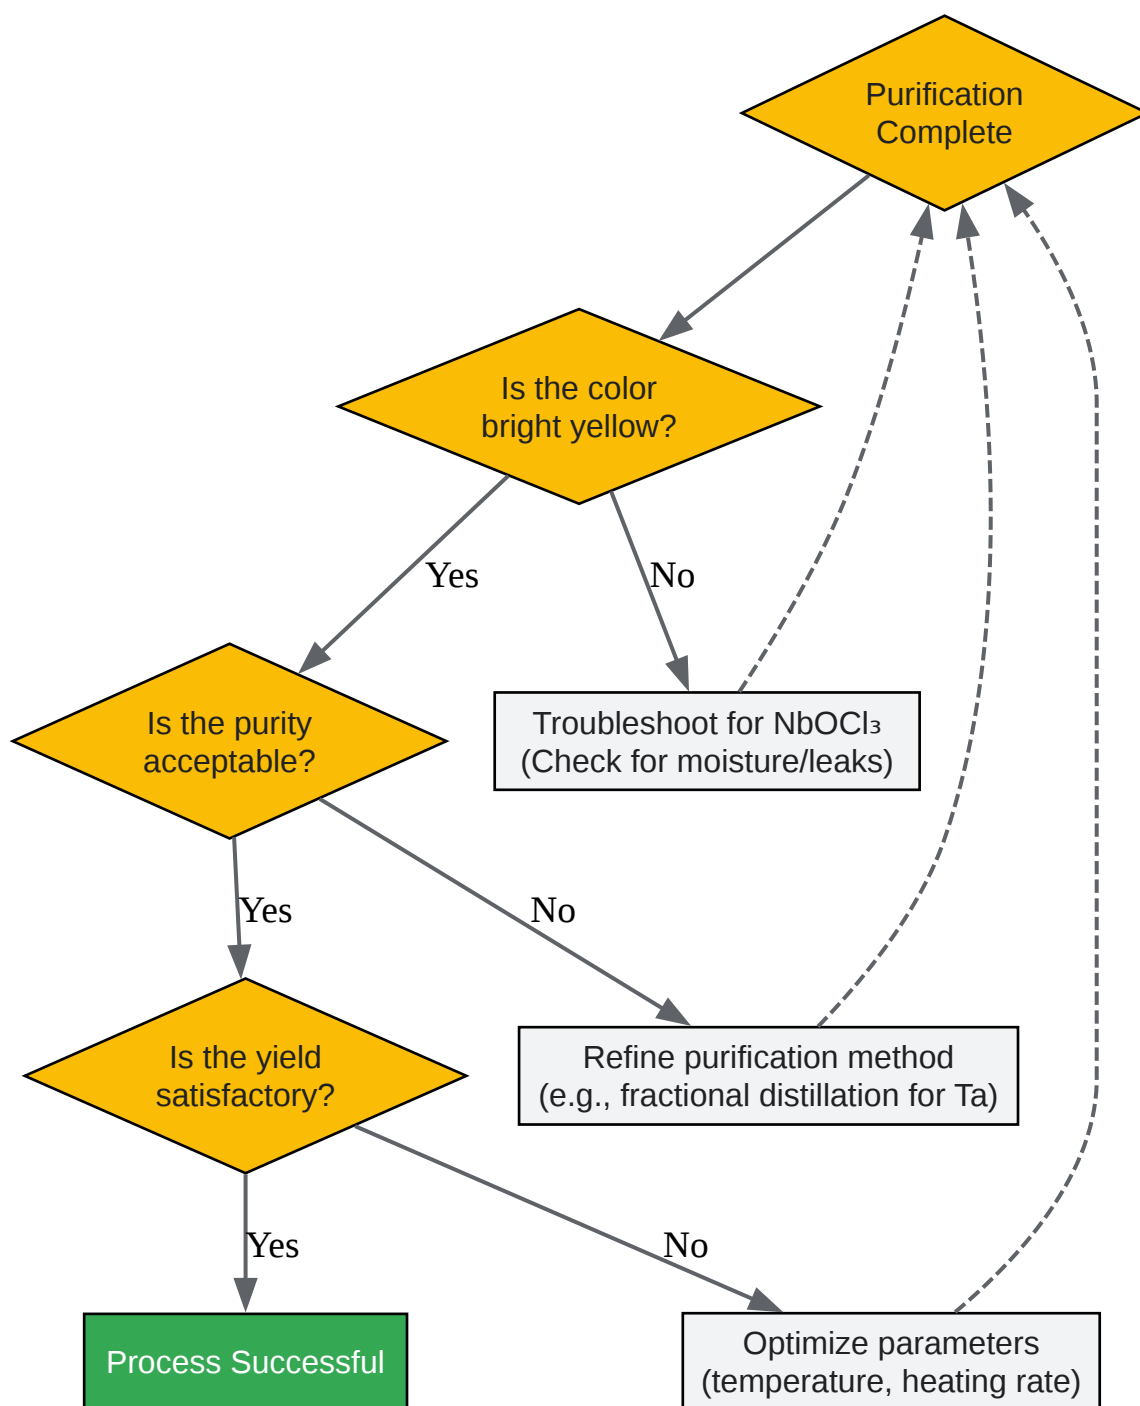 Purification
Complete
Is the color
bright yellow?
Yes
No
Is the purity
acceptable?
Troubleshoot for NbOCl₃
(Check for moisture/leaks)
Yes
No
Is the yield
satisfactory?
Refine purification method
(e.g., fractional distillation for Ta)
Yes
No
Process Successful
Optimize parameters
(temperature, heating rate)